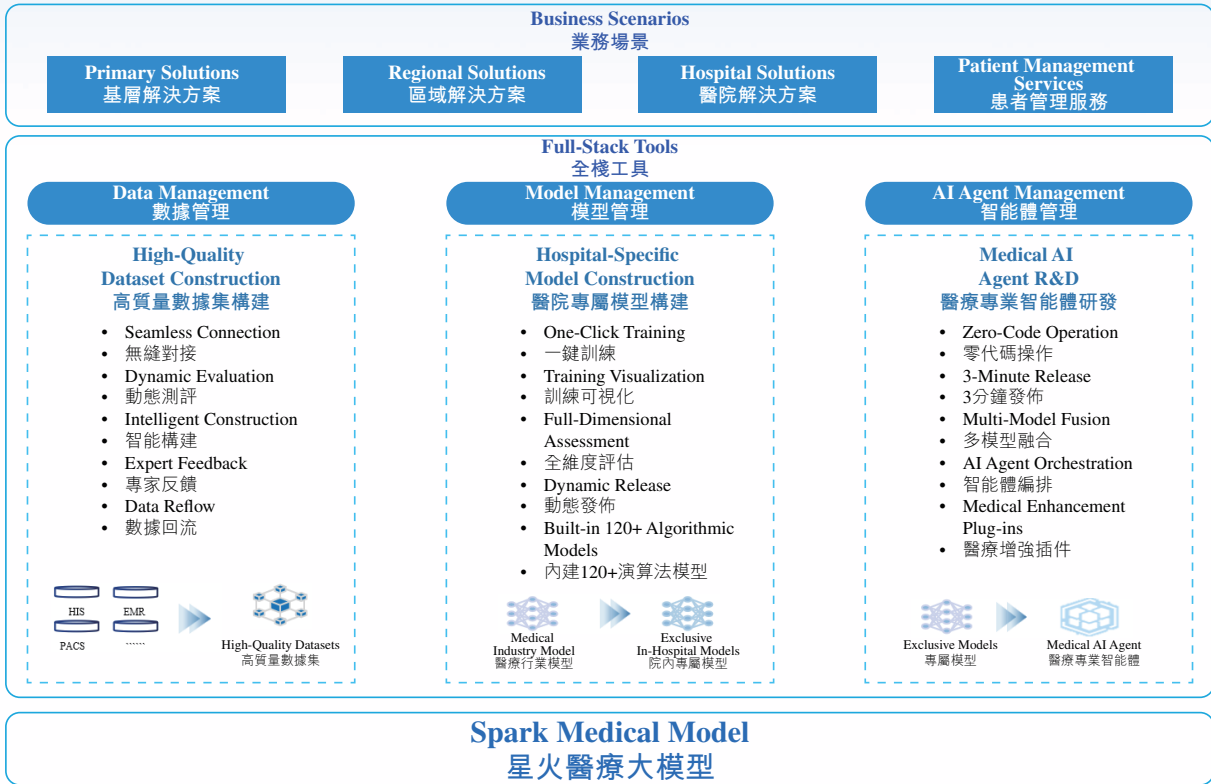 Business Scenarios
業務場景
Primary Solutions
基層解決方案
Regional Solutions
區域解決方案
Hospital Solutions
醫院解決方案
Patient Management
Services
患者管理服務
Full-Stack Tools
全棧工具
Data Management
數據管理
High-Quality
Dataset Construction
高質量數據集構建
• Seamless Connection
• 無縫對接
• Dynamic Evaluation
• 動態測評
• Intelligent Construction
• 智能構建
• Expert Feedback
• 專家反饋
• Data Reflow
• 數據回流
HIS
EMR
PACS
······
High-Quality Datasets
高質量數據集
Model Management
模型管理
Hospital-Specific
Model Construction
醫院專屬模型構建
• One-Click Training
• 一鍵訓練
• Training Visualization
• 訓練可視化
• Full-Dimensional
Assessment
• 全維度評估
• Dynamic Release
• 動態發佈
• Built-in 120+ Algorithmic
Models
• 內建120+演算法模型
Medical
Industry Model
醫療行業模型
Exclusive
In-Hospital Models
院內專屬模型
AI Agent Management
智能體管理
Medical AI
Agent R&D
醫療專業智能體研發
• Zero-Code Operation
• 零代碼操作
• 3-Minute Release
• 3分鐘發佈
• Multi-Model Fusion
• 多模型融合
• AI Agent Orchestration
• 智能體編排
• Medical Enhancement
Plug-ins
• 醫療增強插件
Exclusive Models
專屬模型
Medical AI Agent
醫療專業智能體
Spark Medical Model
星火醫療大模型